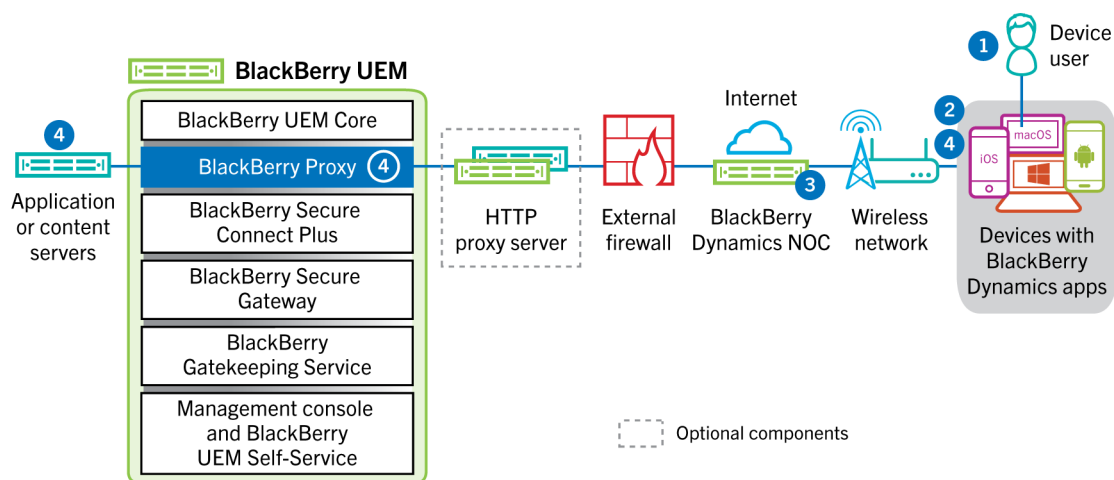 BlackBerry UEM
BlackBerry UEM Core
BlackBerry Proxy 4
BlackBerry Secure
Connect Plus
BlackBerry Secure
Gateway
BlackBerry
Gatekeeping Service
Management console
and BlackBerry
UEM Self-Service
4
Application
or content
servers
HTTP
proxy server
External
firewall
Internet
3
BlackBerry
Dynamics NOC
Wireless
network
1
Device
user
2
4
macOS
iOS
Devices with
BlackBerry
Dynamics apps
Optional components